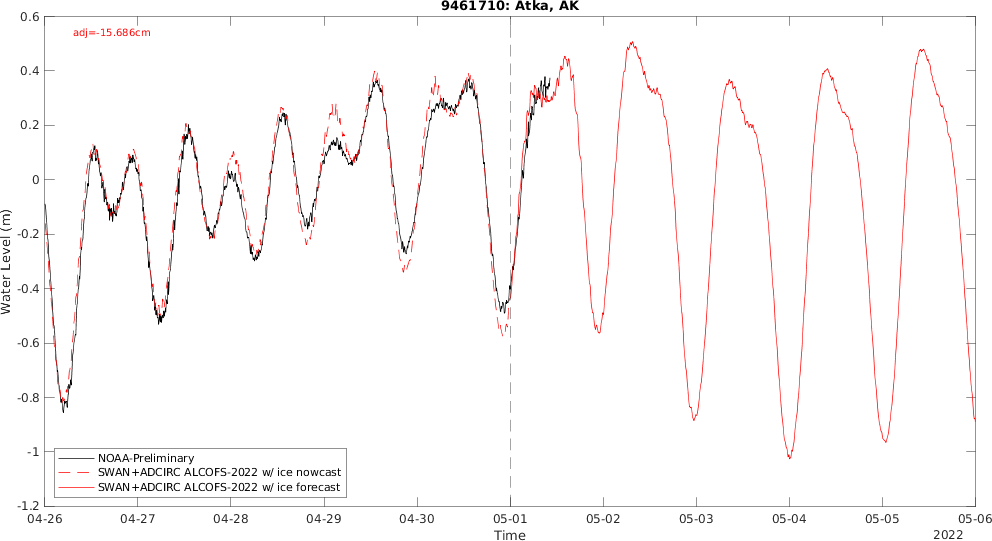 9461710: Atka, AK
adj=-15.686cm
0.6
0.4
0.2
0
-0.2
-0.4
-0.6
-0.8
-1
-1.2
Water Level (m)
NOAA-Preliminary
SWAN+ADCIRC ALCOFS-2022 w/ ice nowcast
SWAN+ADCIRC ALCOFS-2022 w/ ice forecast
04-26 04-27 04-28 04-29 04-30 05-01 05-02 05-03 05-04 05-05 05-06
Time
2022